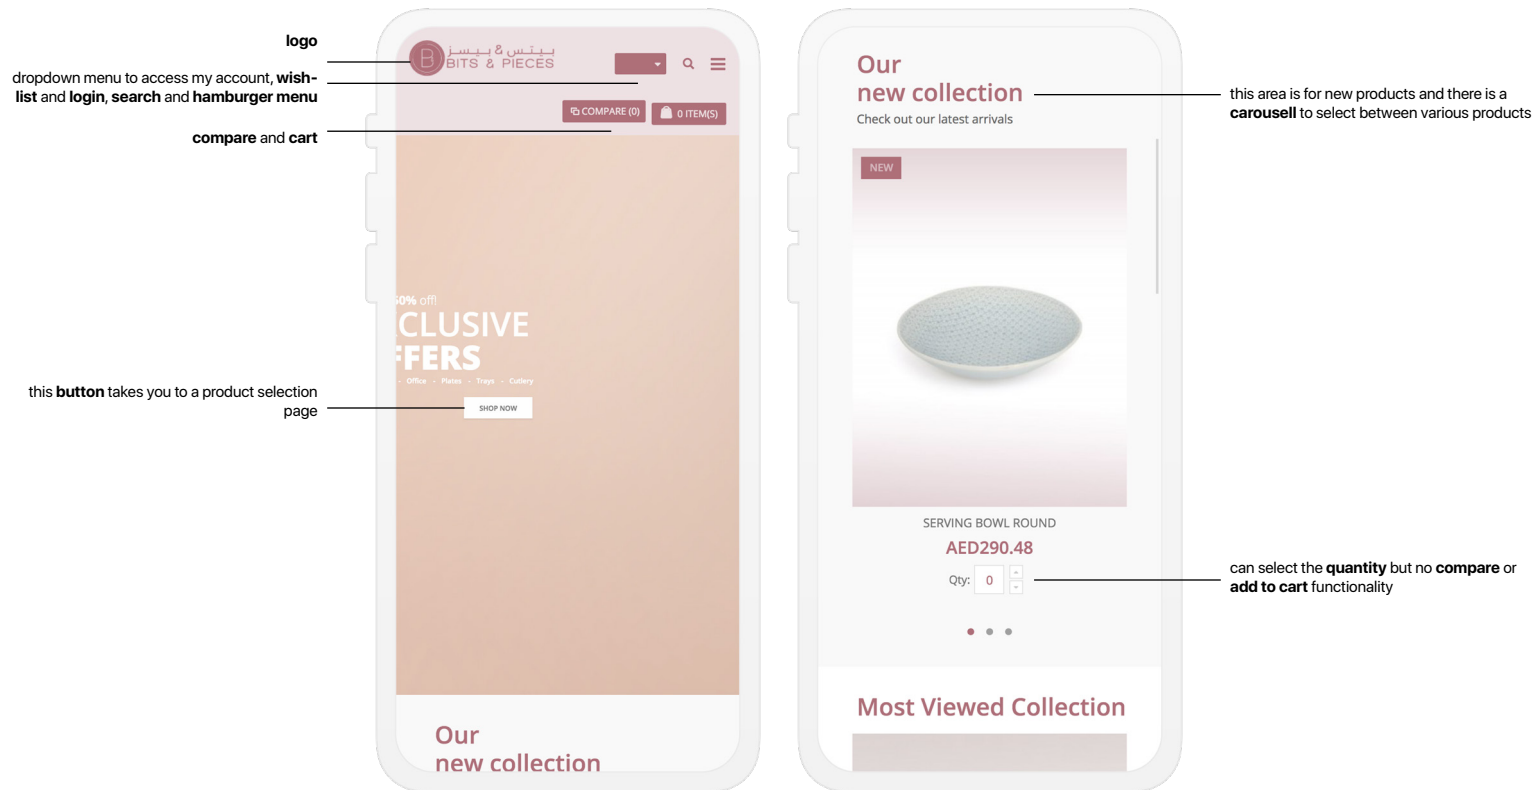 logo
dropdown menu to access my account, wish-
list and login, search and hamburger menu
compare and cart
this button takes you to a product selection
page
B
بيتس & بيسز
BITS & PIECES
COMPARE (0)
0 ITEM(S)
50% off!
XCLUSIVE
FFERS
- Office - Plates - Trays - Cutlery
SHOP NOW
Our
new collection
Our
new collection
Check out our latest arrivals
NEW
SERVING BOWL ROUND
AED290.48
Qty: 0
Most Viewed Collection
this area is for new products and there is a
carousell to select between various products
can select the quantity but no compare or
add to cart functionality